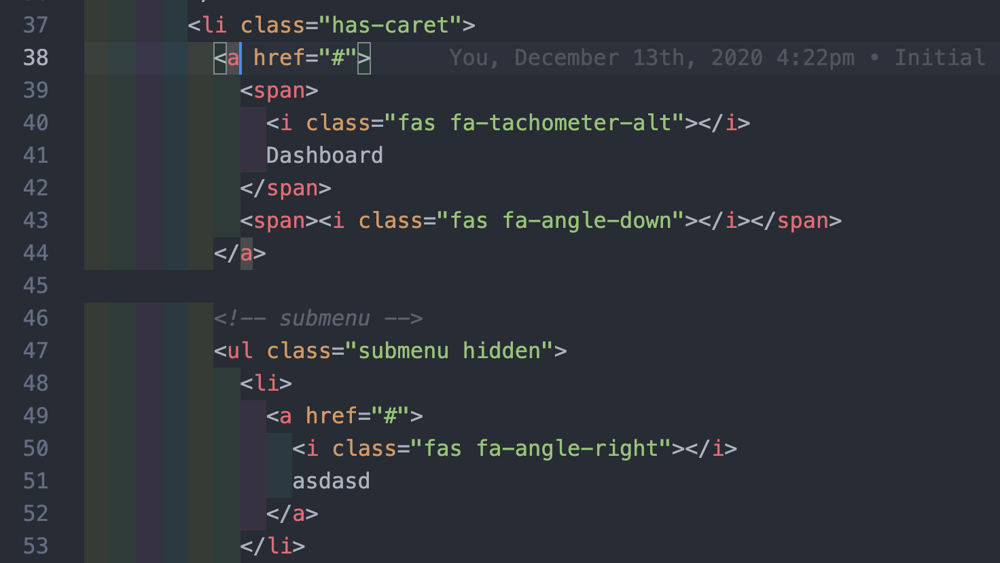 37 <li class="has-caret">
38 <a href="#"> You, December 13th, 2020 4:22pm • Initial
39 <span>
40 <i class="fas fa-tachometer-alt"></i>
41 Dashboard
42 </span>
43 <span><i class="fas fa-angle-down"></i></span>
44 </a>
45
46 <!-- submenu -->
47 <ul class="submenu hidden">
48 <li>
49 <a href="#">
50 <i class="fas fa-angle-right"></i>
51 asdasd
52 </a>
53 </li>